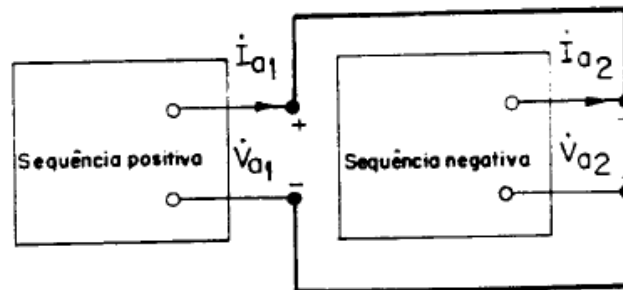 İa1
İa2
+
Sequência positiva
V̇a1
Sequência negativa
V̇a2
−